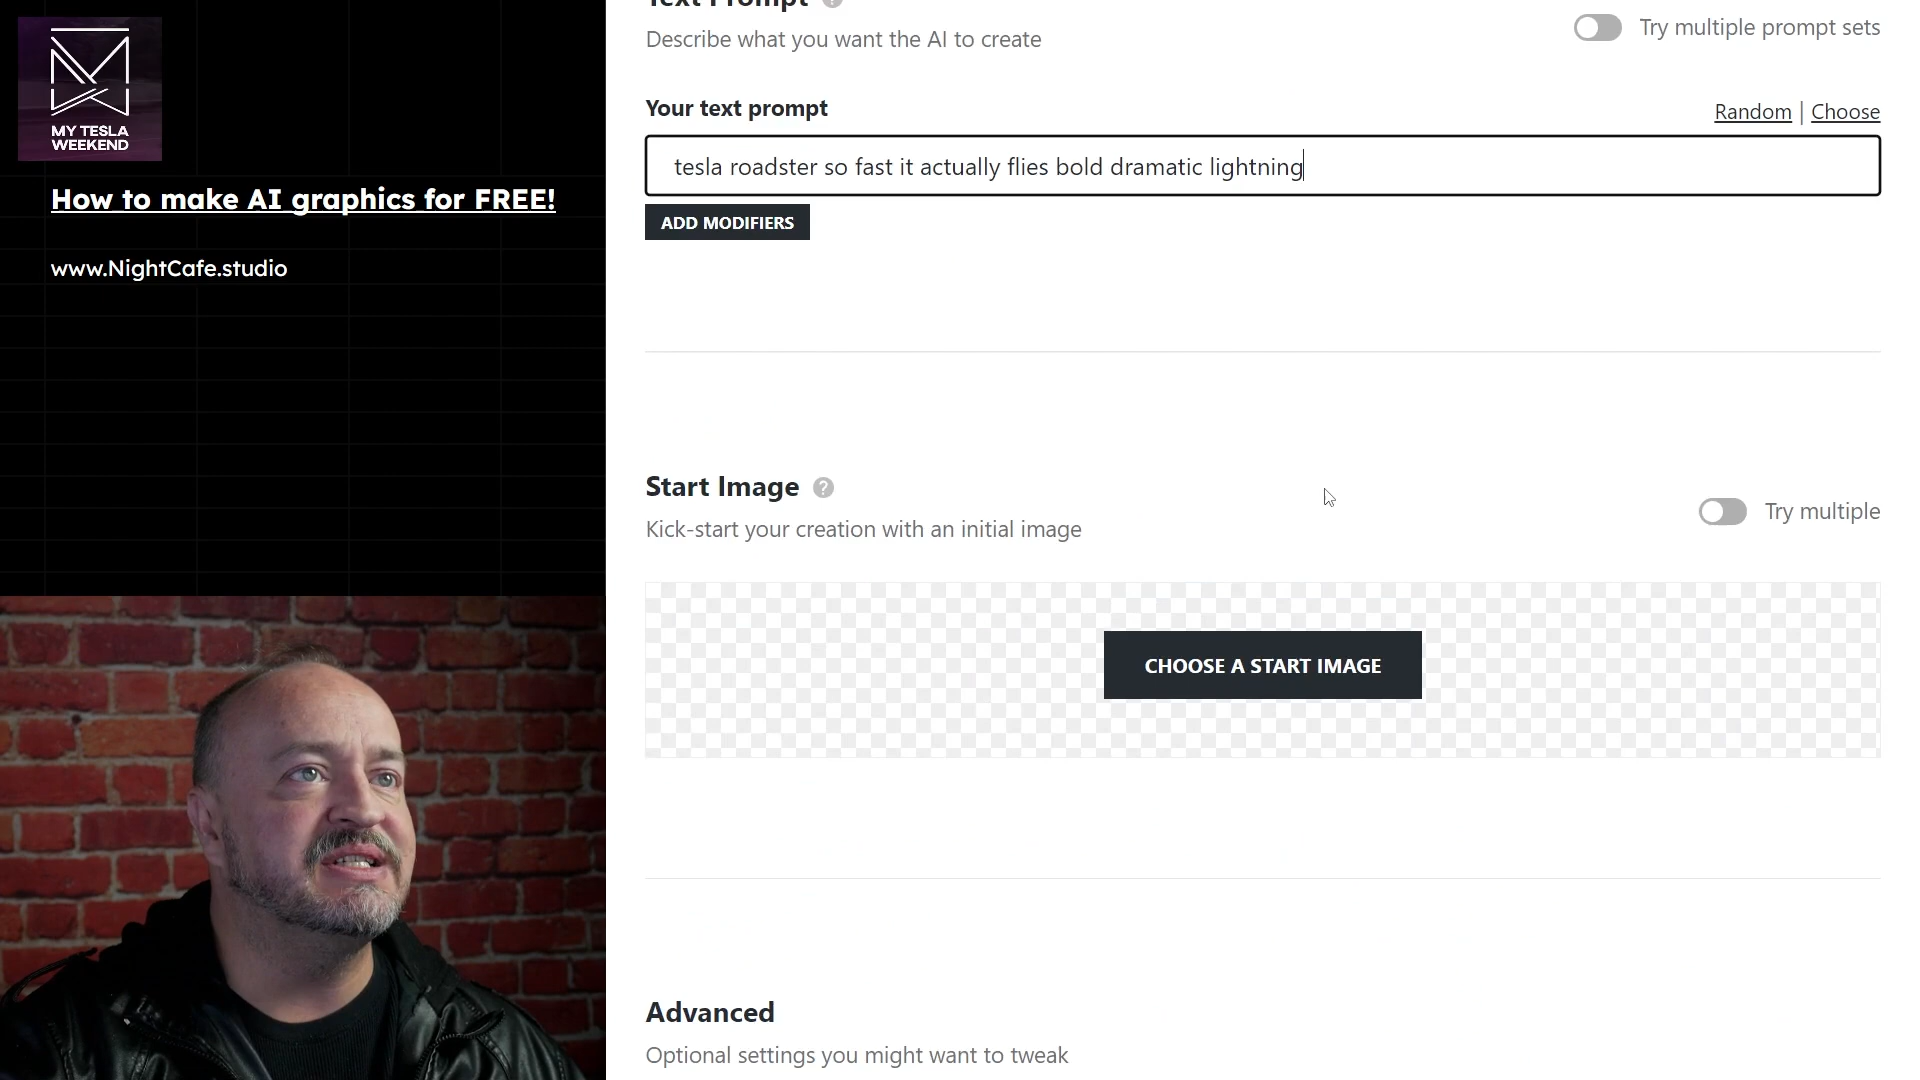 MY TESLA
WEEKEND
How to make AI graphics for FREE!
www.NightCafe.studio
Text Prompt ?
Describe what you want the AI to create
Try multiple prompt sets
Your text prompt
Random | Choose
tesla roadster so fast it actually flies bold dramatic lightning
ADD MODIFIERS
Start Image ?
Kick-start your creation with an initial image
Try multiple
CHOOSE A START IMAGE
Advanced
Optional settings you might want to tweak